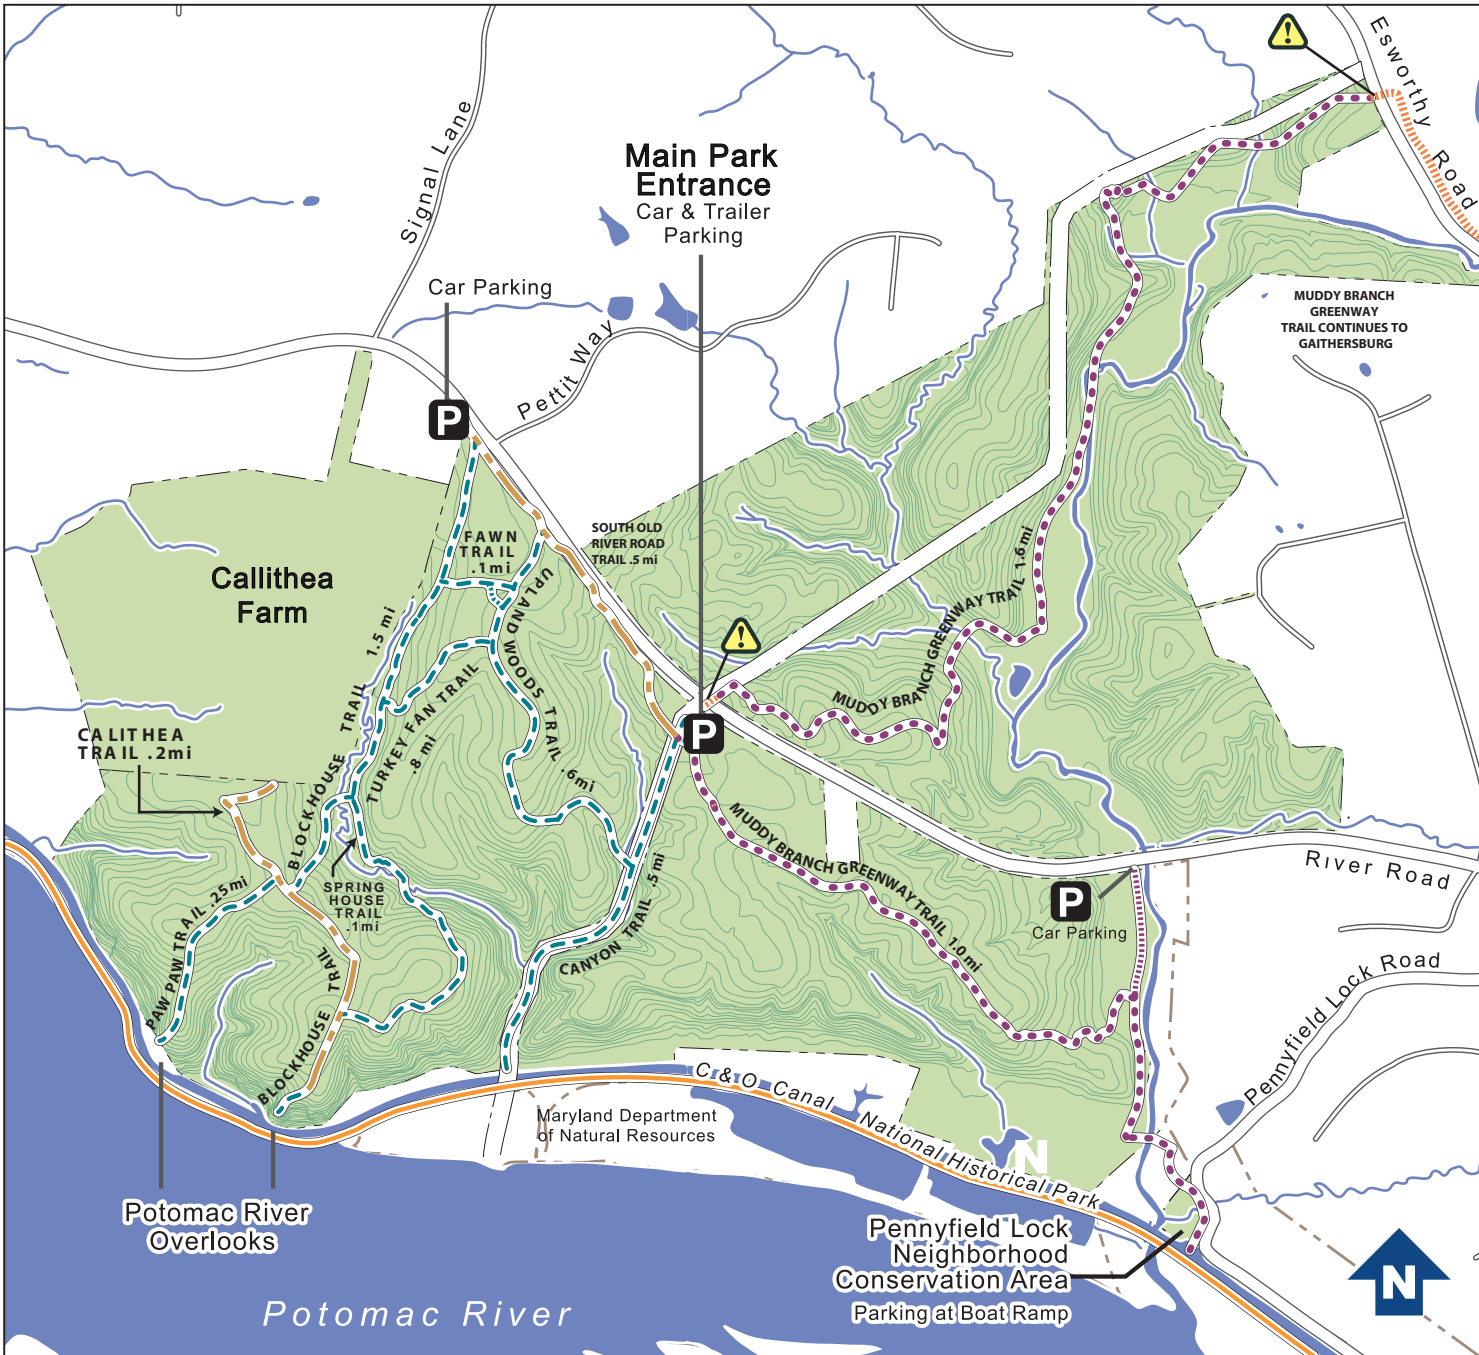 Esworthy Road
Signal Lane
Main Park
Entrance
Car & Trailer
Parking
Car Parking
Pettit Way
MUDDY BRANCH
GREENWAY
TRAIL CONTINUES TO
GAITHERSBURG
P
SOUTH OLD
RIVER ROAD
TRAIL .5 mi
FAWN
TRAIL
.1mi
UPLAND WOODS TRAIL .6mi
Callithea
Farm
MUDDY BRANCH GREENWAY TRAIL 1.6 mi
BLOCKHOUSE TRAIL 1.5 mi
TURKEY FAN TRAIL
.8 mi
CALITHEA
TRAIL .2mi
P
MUDDY BRANCH GREENWAY TRAIL 1.0 mi
River Road
SPRING
HOUSE
TRAIL
.1mi
PAW PAW TRAIL .25mi
CANYON TRAIL .5 mi
P
Car Parking
BLOCKHOUSE TRAIL
Pennyfield Lock Road
C & O Canal National Historical Park
Maryland Department
of Natural Resources
N
Potomac River
Overlooks
Pennyfield Lock
Neighborhood
Conservation Area
Parking at Boat Ramp
N
Potomac River